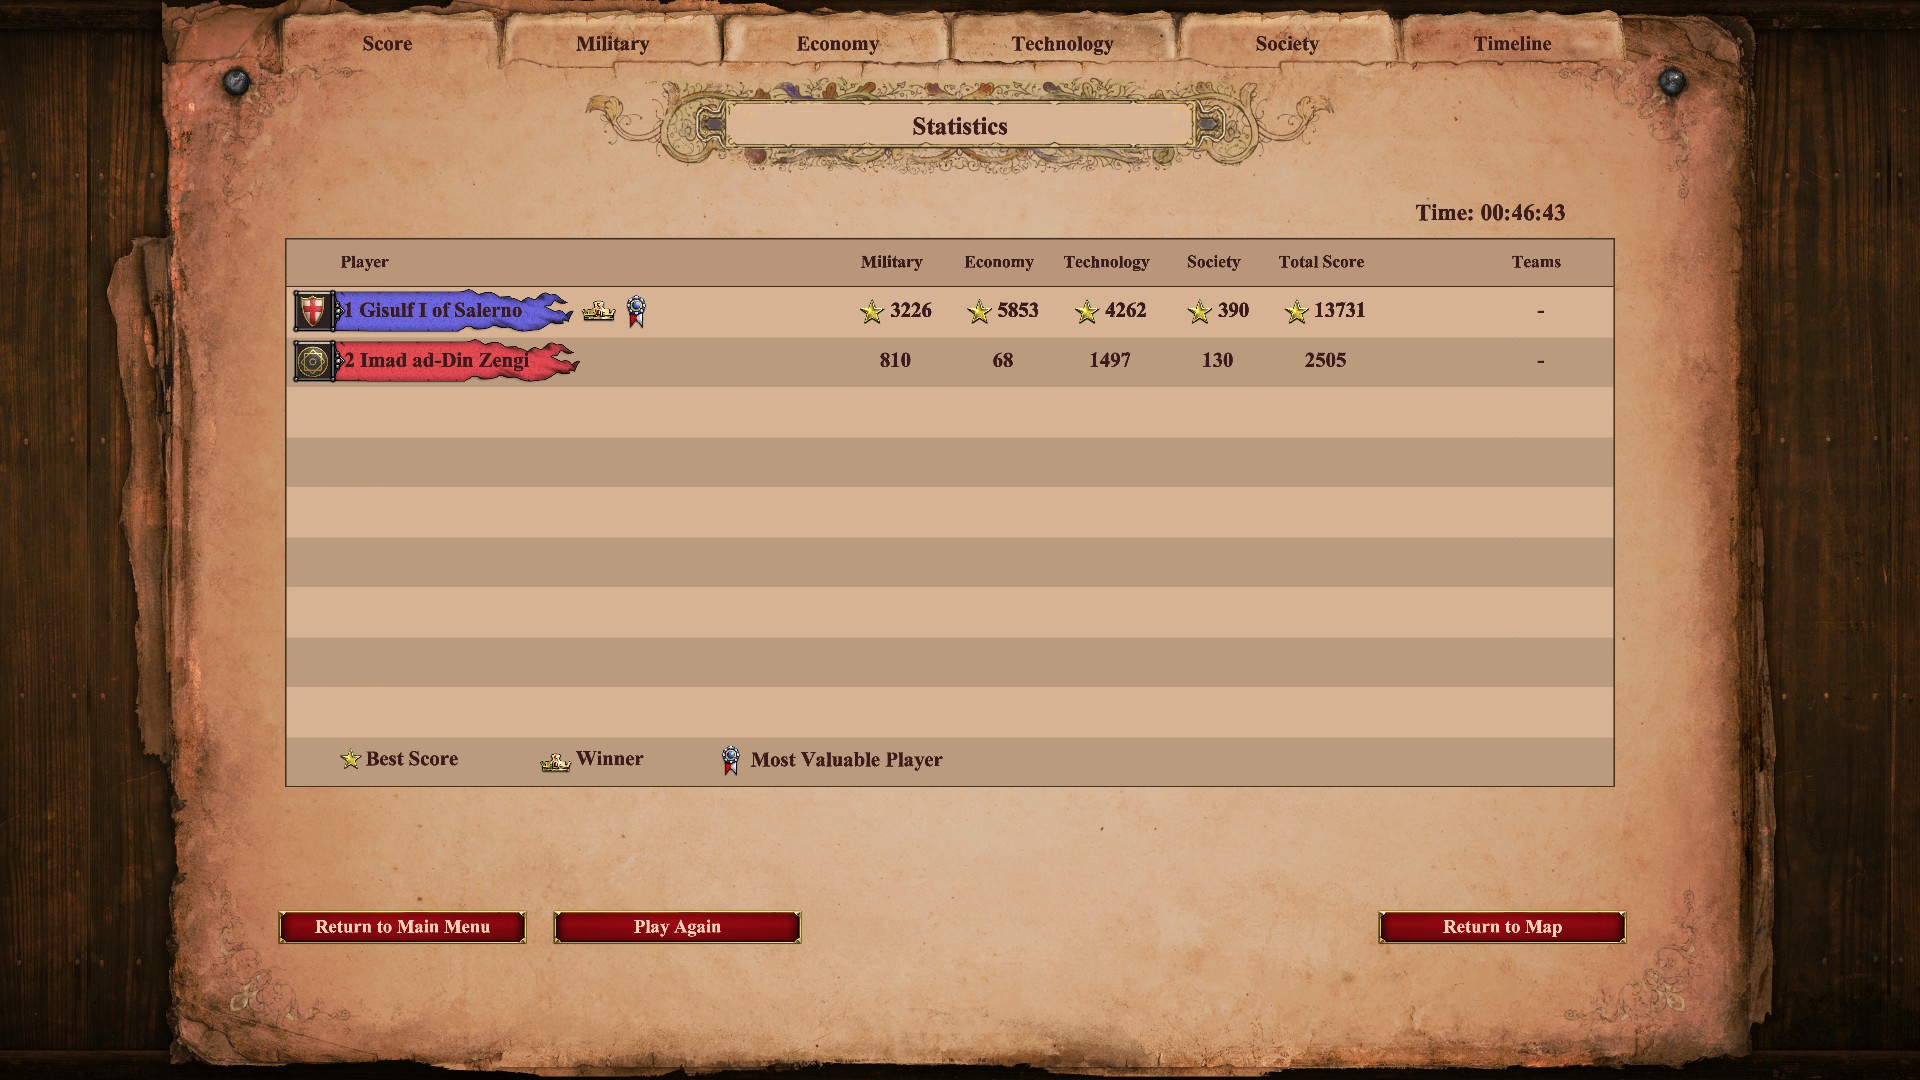 Score Military Economy Technology Society Timeline
Statistics
Time: 00:46:43
Player Military Economy Technology Society Total Score Teams
1 Gisulf I of Salerno 3226 5853 4262 390 13731 -
2 Imad ad-Din Zengi 810 68 1497 130 2505 -
Best Score Winner Most Valuable Player
Return to Main Menu Play Again Return to Map